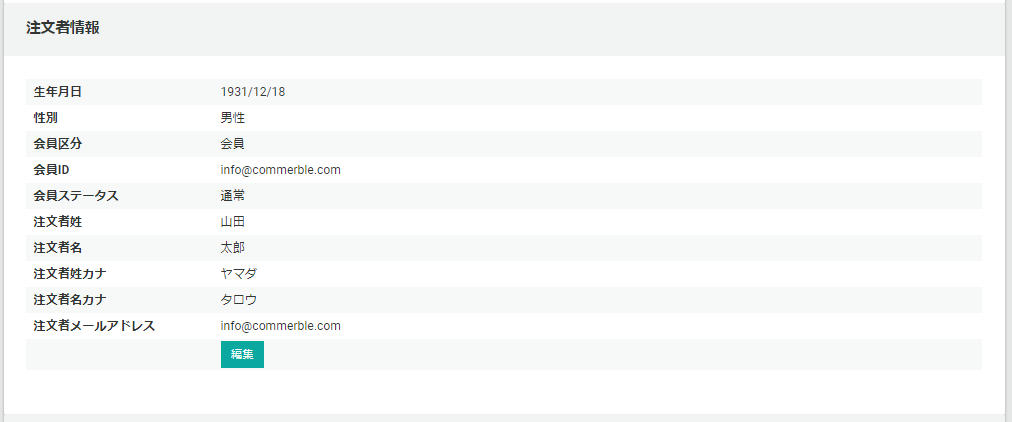 注文者情報
生年月日 1931/12/18
性別 男性
会員区分 会員
会員ID info@commerble.com
会員ステータス 通常
注文者姓 山田
注文者名 太郎
注文者姓カナ ヤマダ
注文者名カナ タロウ
注文者メールアドレス info@commerble.com
編集